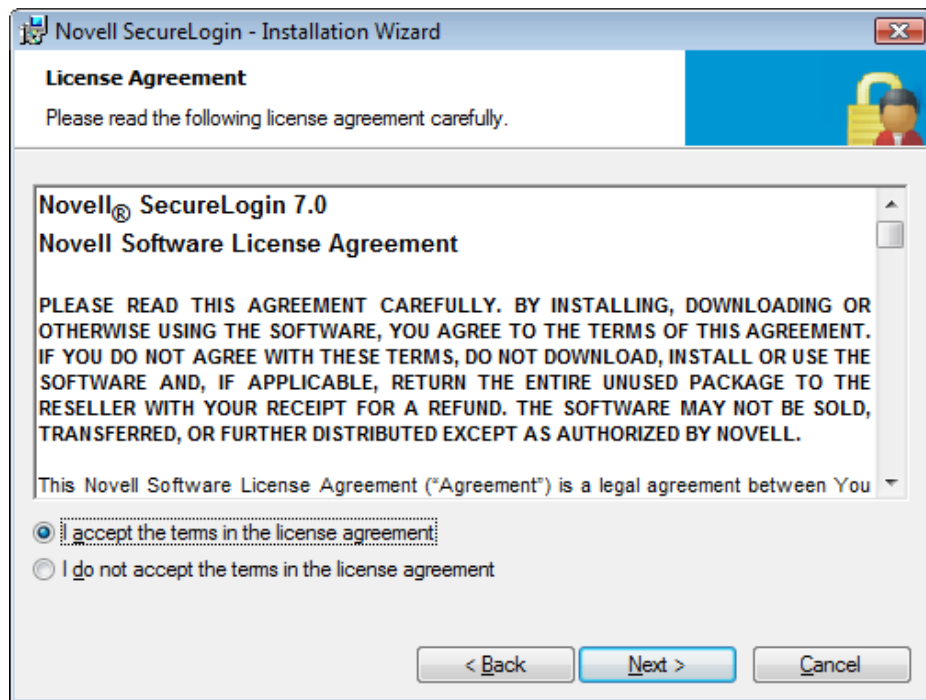 Novell SecureLogin - Installation Wizard
License Agreement
Please read the following license agreement carefully.
Novell® SecureLogin 7.0
Novell Software License Agreement
PLEASE READ THIS AGREEMENT CAREFULLY. BY INSTALLING, DOWNLOADING OR
OTHERWISE USING THE SOFTWARE, YOU AGREE TO THE TERMS OF THIS AGREEMENT.
IF YOU DO NOT AGREE WITH THESE TERMS, DO NOT DOWNLOAD, INSTALL OR USE THE
SOFTWARE AND, IF APPLICABLE, RETURN THE ENTIRE UNUSED PACKAGE TO THE
RESELLER WITH YOUR RECEIPT FOR A REFUND. THE SOFTWARE MAY NOT BE SOLD,
TRANSFERRED, OR FURTHER DISTRIBUTED EXCEPT AS AUTHORIZED BY NOVELL.
This Novell Software License Agreement (“Agreement”) is a legal agreement between You
I accept the terms in the license agreement
I do not accept the terms in the license agreement
< Back
Next >
Cancel